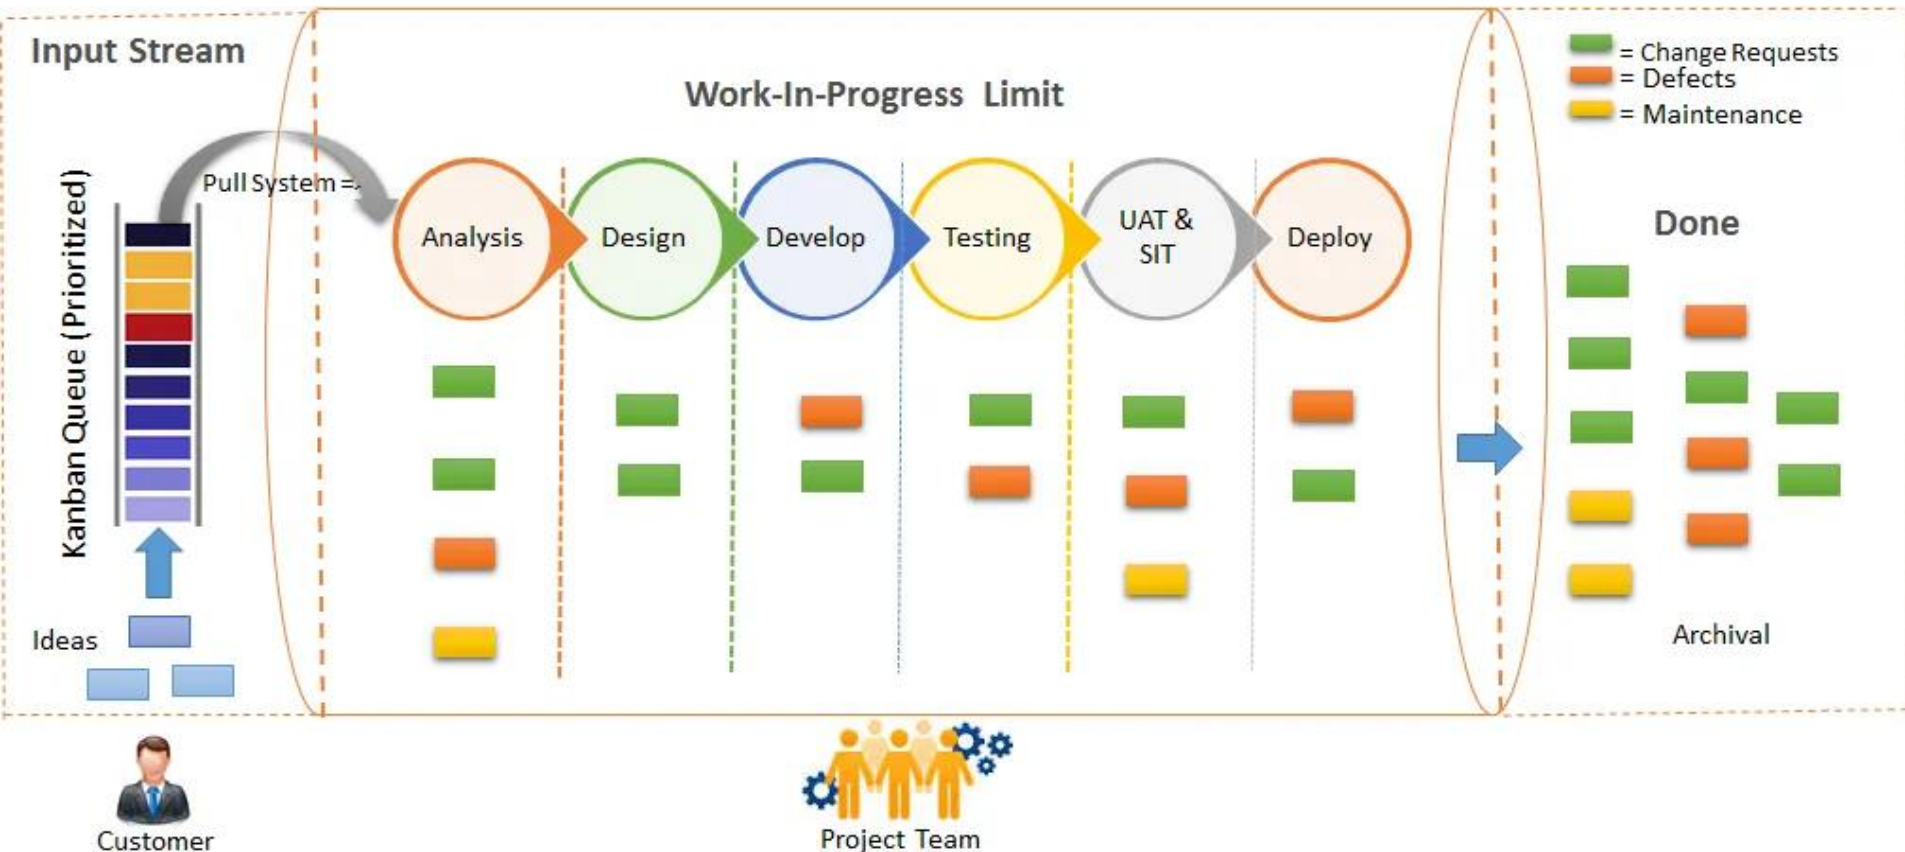 Input Stream
Work-In-Progress Limit
= Change Requests
= Defects
= Maintenance
Kanban Queue (Prioritized)
Pull System =
Analysis
Design
Develop
Testing
UAT &
SIT
Deploy
Done
Ideas
Archival
Customer
Project Team